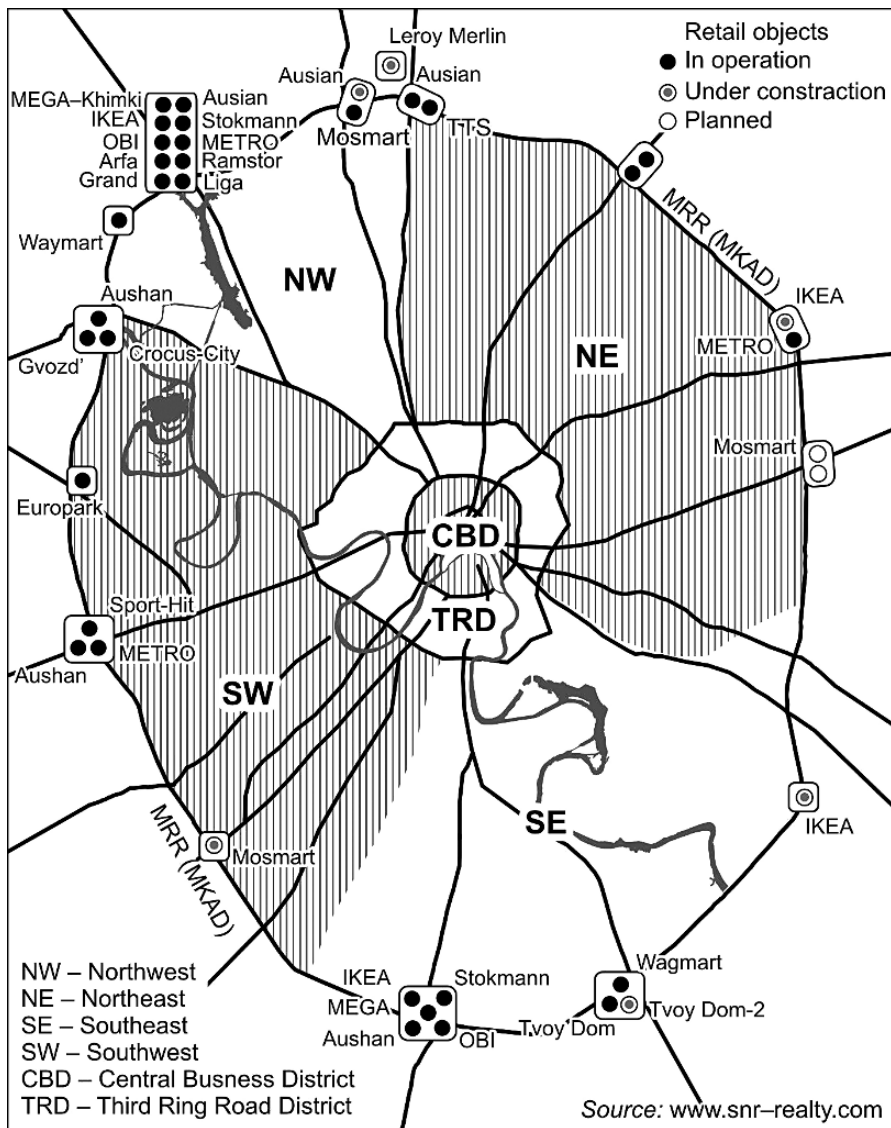 Retail objects
In operation
Under constraction
Planned
Leroy Merlin
Ausian
Ausian
Mosmart
TTS
MEGA–Khimki
Ausian
IKEA
Stokmann
OBI
METRO
Arfa
Ramstor
Grand
Liga
Waymart
MRR (MKAD)
NW
Aushan
IKEA
Gvozd'
Crocus-City
METRO
NE
Mosmart
Europark
CBD
Sport-Hit
TRD
Aushan
METRO
SW
MRR (MKAD)
Mosmart
SE
IKEA
NW – Northwest
NE – Northeast
SE – Southeast
SW – Southwest
CBD – Central Business District
TRD – Third Ring Road District
IKEA
Stokmann
MEGA
Aushan
OBI
Wagmart
Tvoy Dom
Tvoy Dom-2
Source: www.snr–realty.com